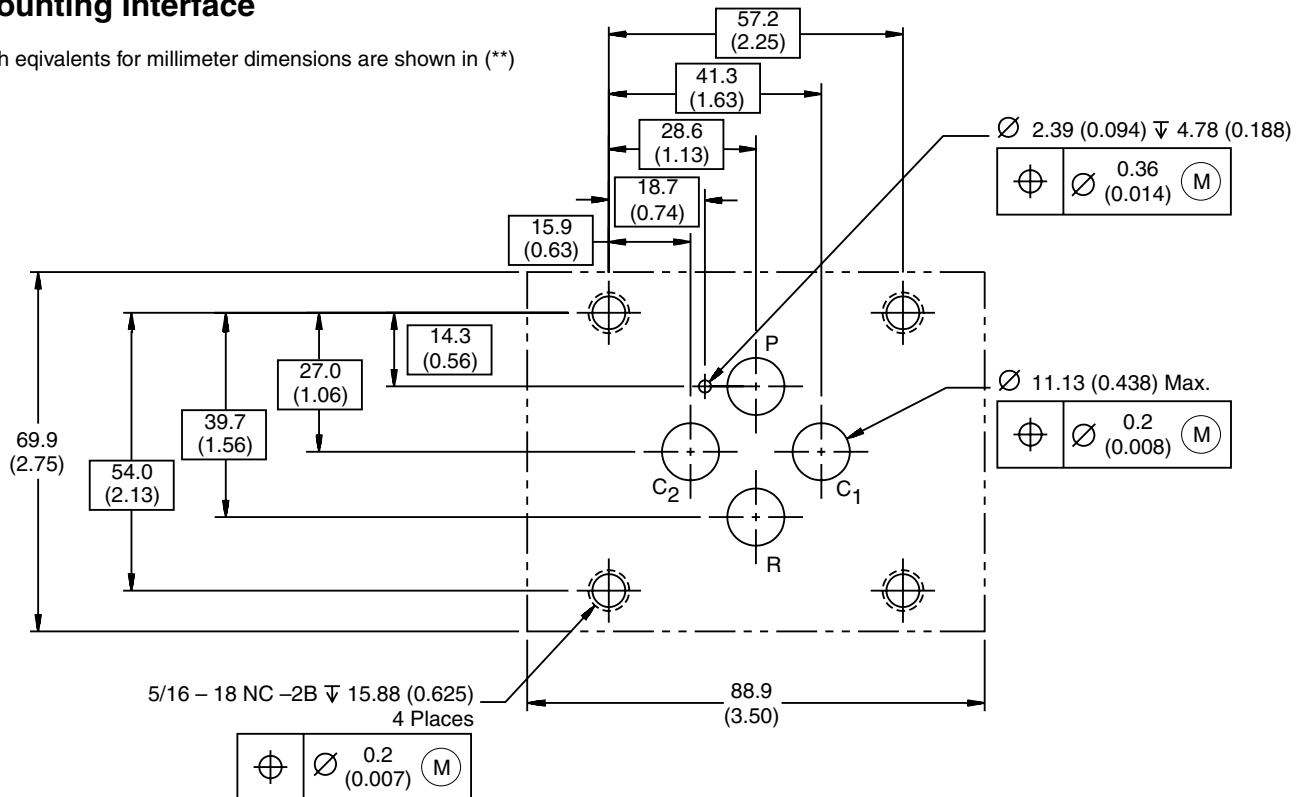 ounting Interface
h eqivalents for millimeter dimensions are shown in (**)
57.2
(2.25)
41.3
(1.63)
28.6
(1.13)
18.7
(0.74)
15.9
(0.63)
⌀ 2.39 (0.094) ↧ 4.78 (0.188)
⌖ ⌀ 0.36 (0.014) Ⓜ
14.3
(0.56)
27.0
(1.06)
39.7
(1.56)
54.0
(2.13)
69.9
(2.75)
P
C2
C1
R
⌀ 11.13 (0.438) Max.
⌖ ⌀ 0.2 (0.008) Ⓜ
5/16 – 18 NC –2B ↧ 15.88 (0.625)
4 Places
⌖ ⌀ 0.2 (0.007) Ⓜ
88.9
(3.50)